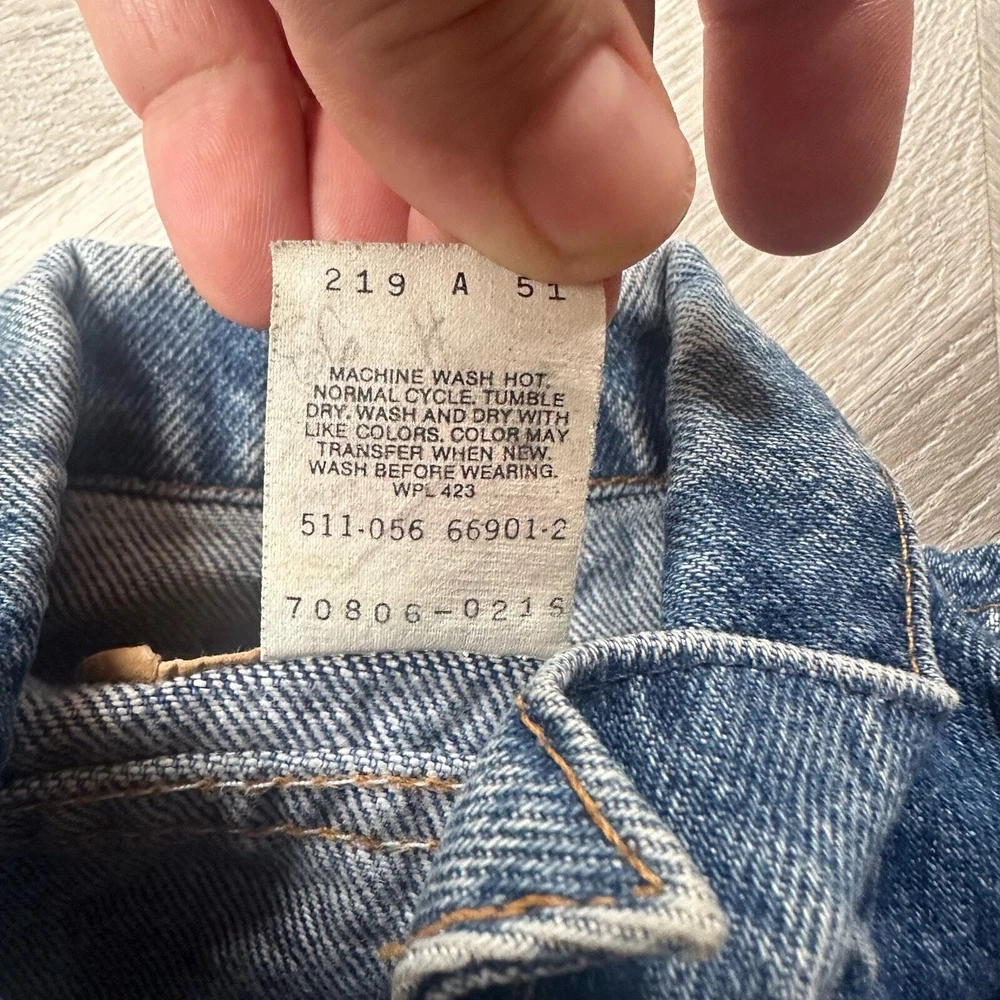 219 A 51
MACHINE WASH HOT.
NORMAL CYCLE. TUMBLE
DRY. WASH AND DRY WITH
LIKE COLORS. COLOR MAY
TRANSFER WHEN NEW.
WASH BEFORE WEARING.
WPL 423
511-056 66901-2
70806-0216